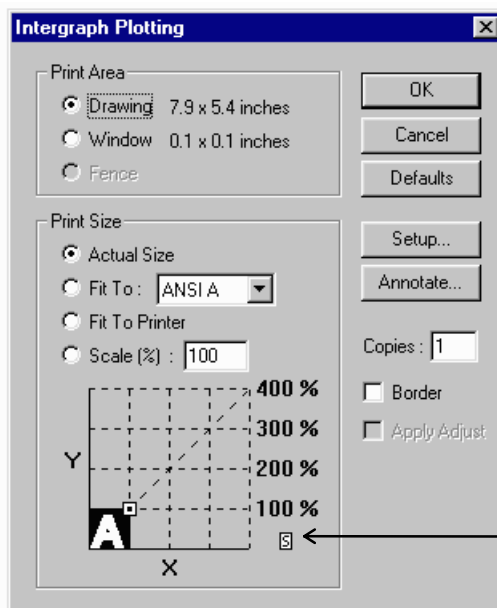 Intergraph Plotting
Print Area
Drawing 7.9 x 5.4 inches
Window 0.1 x 0.1 inches
Fence
OK
Cancel
Defaults
Print Size
Actual Size
Fit To : ANSI A
Fit To Printer
Scale (%) : 100
Setup...
Annotate...
Copies : 1
Border
Apply Adjust
400 %
300 %
Y
200 %
100 %
A
S
X